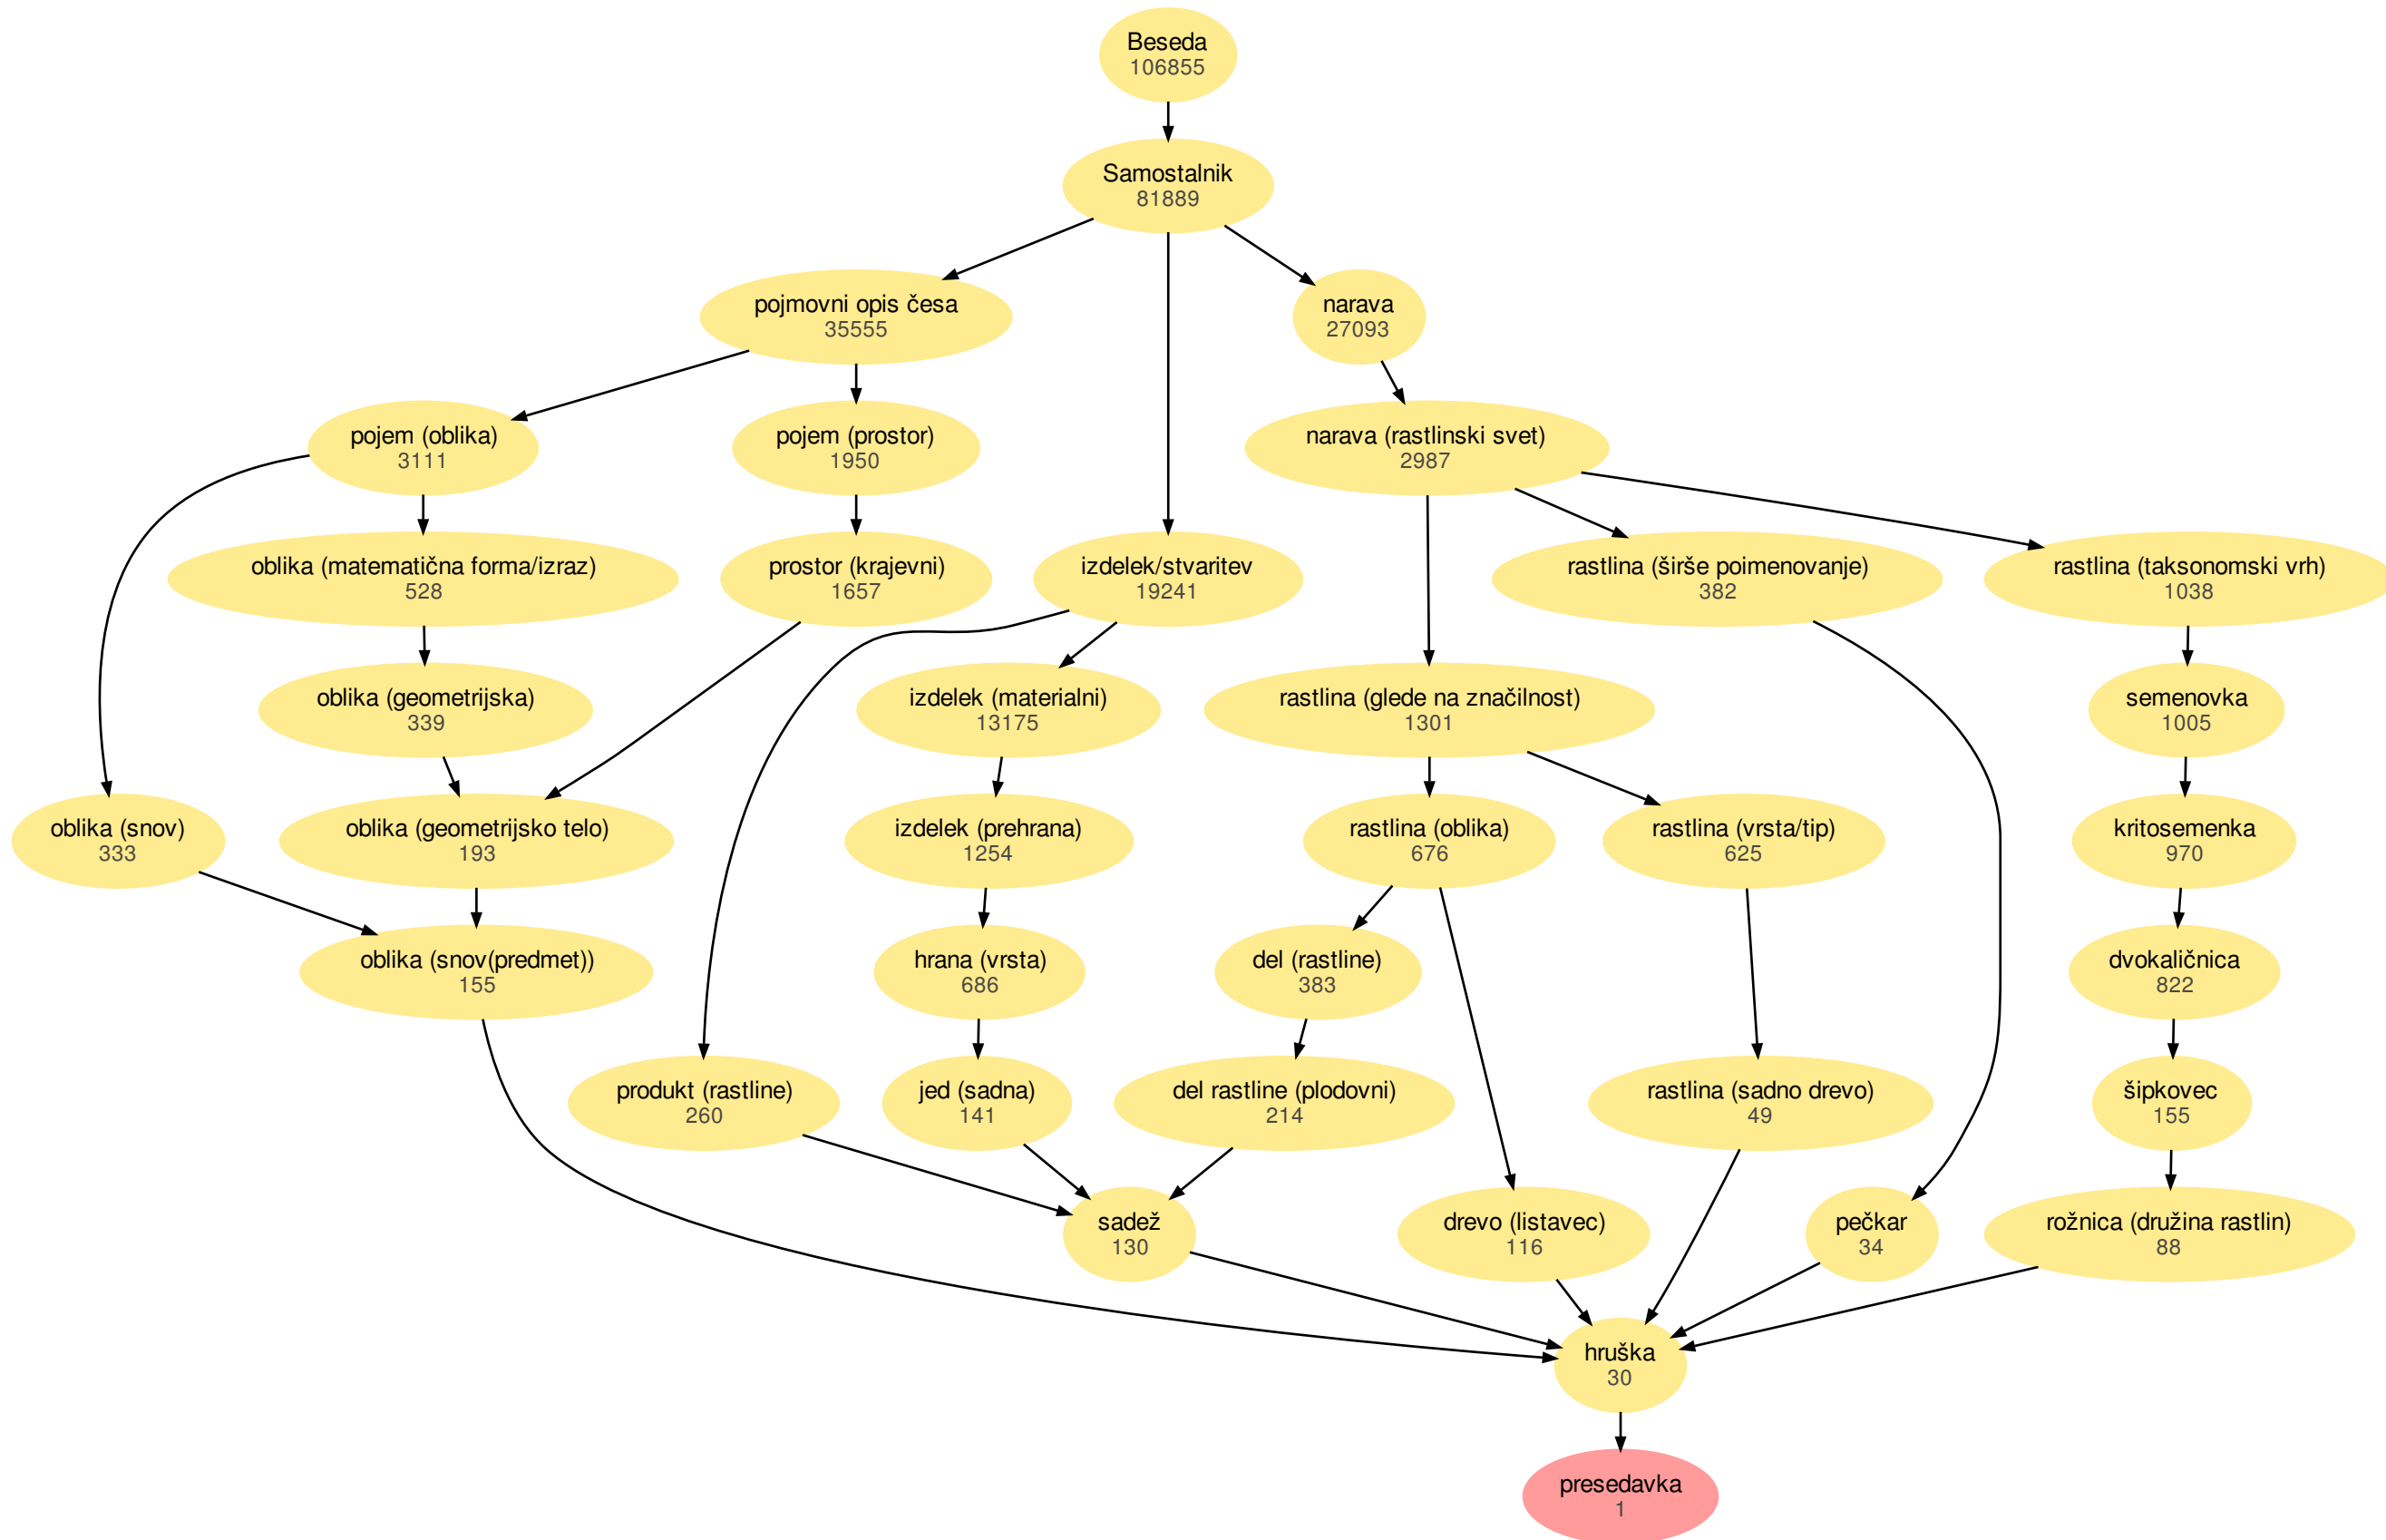 Beseda
106855
Samostalnik
81889
pojmovni opis česa
35555
narava
27093
pojem (oblika)
3111
pojem (prostor)
1950
narava (rastlinski svet)
2987
oblika (matematična forma/izraz)
528
prostor (krajevni)
1657
izdelek/stvaritev
19241
rastlina (širše poimenovanje)
382
rastlina (taksonomski vrh)
1038
oblika (geometrijska)
339
izdelek (materialni)
13175
rastlina (glede na značilnost)
1301
semenovka
1005
oblika (snov)
333
oblika (geometrijsko telo)
193
izdelek (prehrana)
1254
rastlina (oblika)
676
rastlina (vrsta/tip)
625
kritosemenka
970
oblika (snov(predmet))
155
hrana (vrsta)
686
del (rastline)
383
dvokaličnica
822
produkt (rastline)
260
jed (sadna)
141
del rastline (plodovni)
214
rastlina (sadno drevo)
49
šipkovec
155
sadež
130
drevo (listavec)
116
pečkar
34
rožnica (družina rastlin)
88
hruška
30
presedavka
1